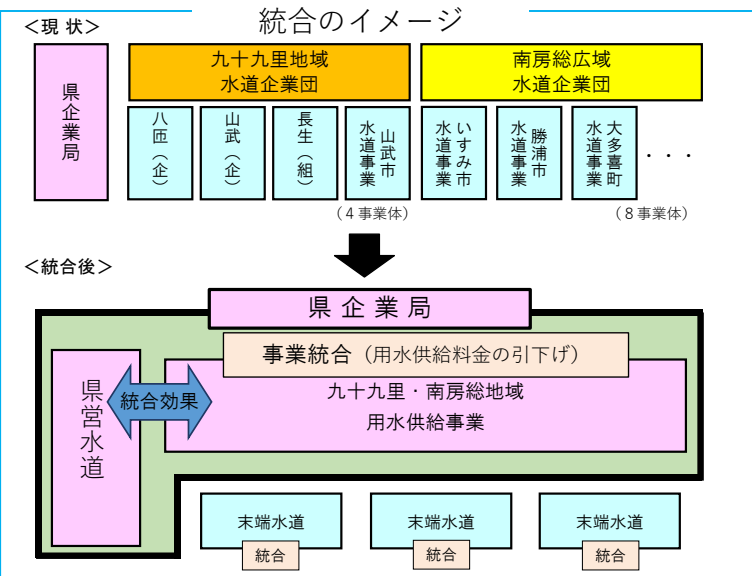 統合のイメージ
＜現 状＞
県企業局
九十九里地域
水道企業団
南房総広域
水道企業団
八匝（企）
山武（企）
長生（組）
山武市
水道事業
いすみ市
水道事業
勝浦市
水道事業
大多喜町
水道事業
・・・
（4 事業体）
（8 事業体）
＜統合後＞
県 企 業 局
事業統合（用水供給料金の引下げ）
県営水道
統合効果
九十九里・南房総地域
用水供給事業
末端水道
統合
末端水道
統合
末端水道
統合